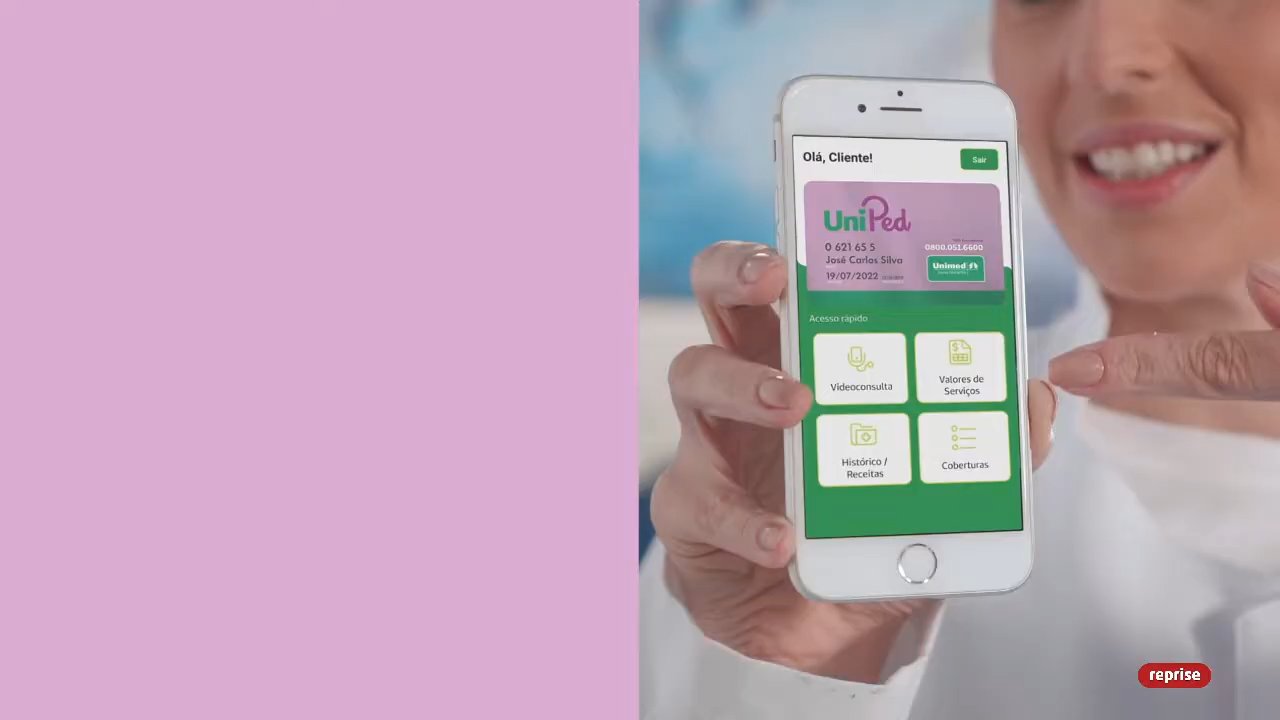 Olá, Cliente!
Sair
UniPed
0 621 65 5
0800.051.6600
José Carlos Silva
Unimed
19/07/2022
Acesso rápido
Videoconsulta
Valores de
Serviços
Histórico /
Receitas
Coberturas
reprise